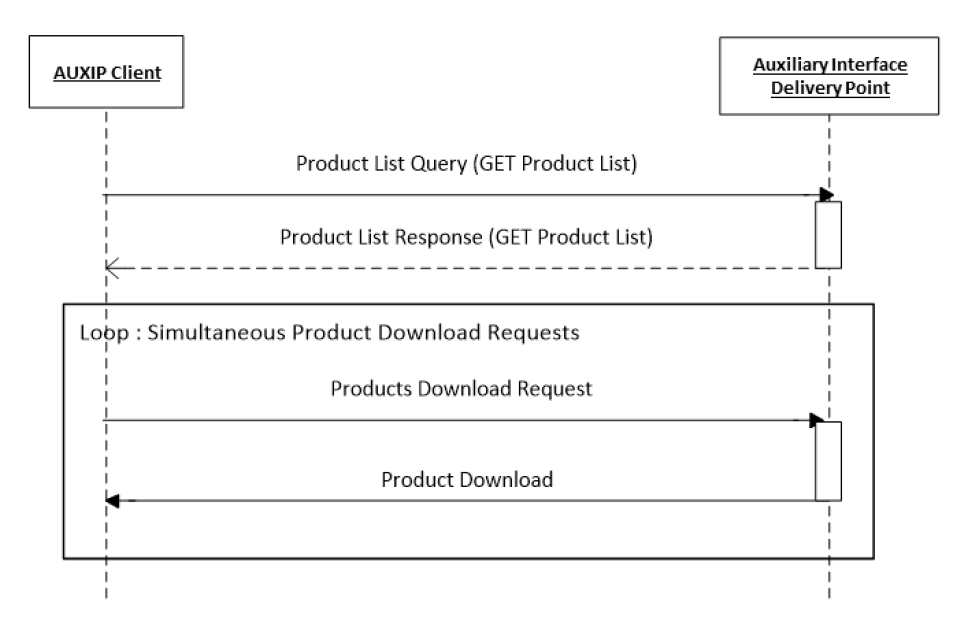 AUXIP Client
Auxiliary Interface
Delivery Point
Product List Query (GET Product List)
Product List Response (GET Product List)
Loop : Simultaneous Product Download Requests
Products Download Request
Product Download